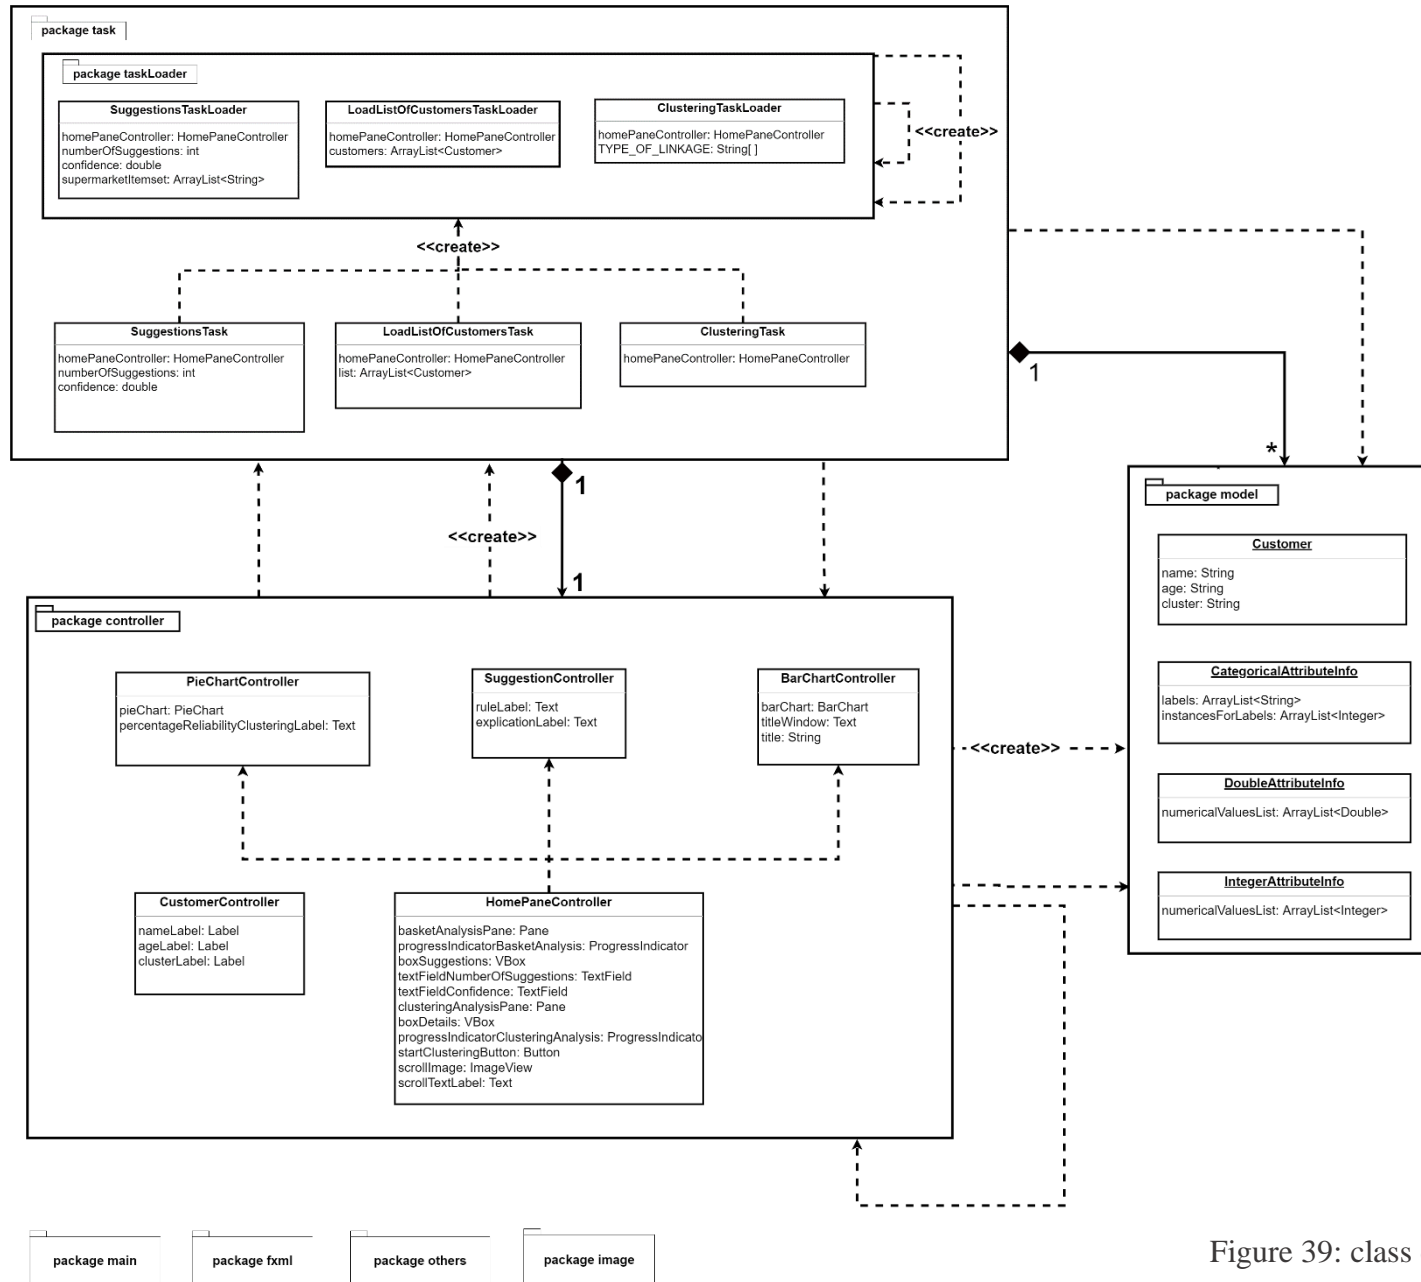 package task
package taskLoader
SuggestionsTaskLoader
homePaneController: HomePaneController
numberOfSuggestions: int
confidence: double
supermarketItemset: ArrayList<String>
LoadListOfCustomersTaskLoader
homePaneController: HomePaneController
customers: ArrayList<Customer>
ClusteringTaskLoader
homePaneController: HomePaneController
TYPE_OF_LINKAGE: String[ ]
<<create>>
<<create>>
SuggestionsTask
homePaneController: HomePaneController
numberOfSuggestions: int
confidence: double
LoadListOfCustomersTask
homePaneController: HomePaneController
list: ArrayList<Customer>
ClusteringTask
homePaneController: HomePaneController
1
*
1
<<create>>
1
package model
Customer
name: String
age: String
cluster: String
CategoricalAttributeInfo
labels: ArrayList<String>
instancesForLabels: ArrayList<Integer>
DoubleAttributeInfo
numericalValuesList: ArrayList<Double>
IntegerAttributeInfo
numericalValuesList: ArrayList<Integer>
package controller
PieChartController
pieChart: PieChart
percentageReliabilityClusteringLabel: Text
SuggestionController
ruleLabel: Text
explicationLabel: Text
BarChartController
barChart: BarChart
titleWindow: Text
title: String
<<create>>
CustomerController
nameLabel: Label
ageLabel: Label
clusterLabel: Label
HomePaneController
basketAnalysisPane: Pane
progressIndicatorBasketAnalysis: ProgressIndicator
boxSuggestions: VBox
textFieldNumberOfSuggestions: TextField
textFieldConfidence: TextField
clusteringAnalysisPane: Pane
boxDetails: VBox
progressIndicatorClusteringAnalysis: ProgressIndicato
startClusteringButton: Button
scrollImage: ImageView
scrollTextLabel: Text
package main
package fxml
package others
package image
Figure 39: class